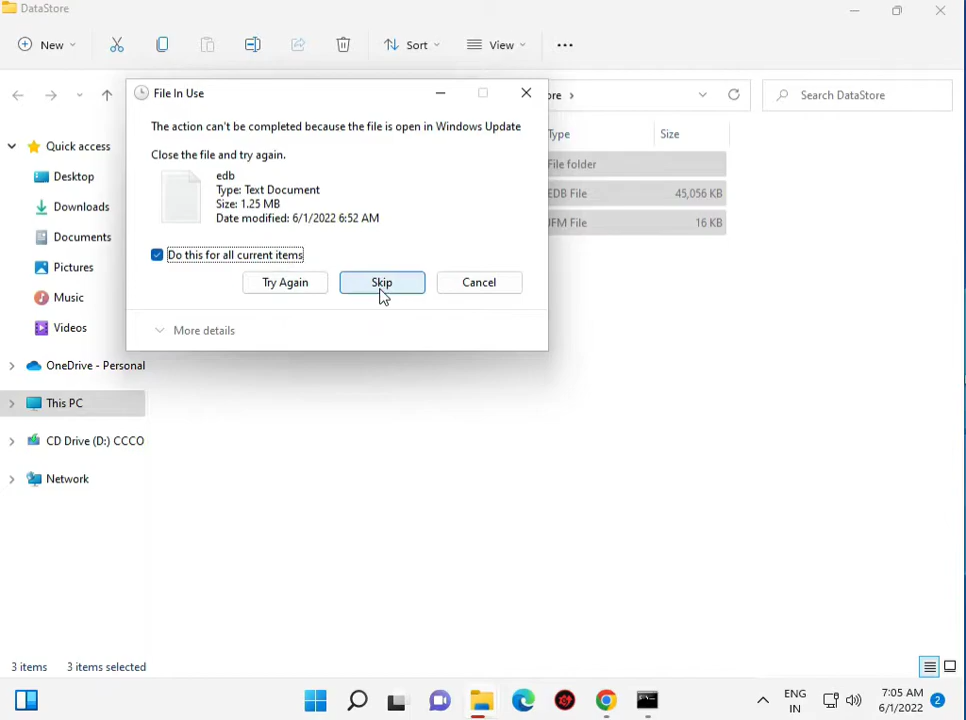 DataStore
New
Sort
View
File In Use
ore
Search DataStore
The action can't be completed because the file is open in Windows Update
Type
Size
Close the file and try again.
Quick access
File folder
edb
Desktop
Type: Text Document
EDB File
45,056 KB
Size: 1.25 MB
Downloads
Date modified: 6/1/2022 6:52 AM
JFM File
16 KB
Documents
Do this for all current items
Pictures
Try Again
Skip
Cancel
Music
Videos
More details
OneDrive - Personal
This PC
CD Drive (D:) CCCO
Network
3 items
3 items selected
ENG
IN
7:05 AM
6/1/2022
2